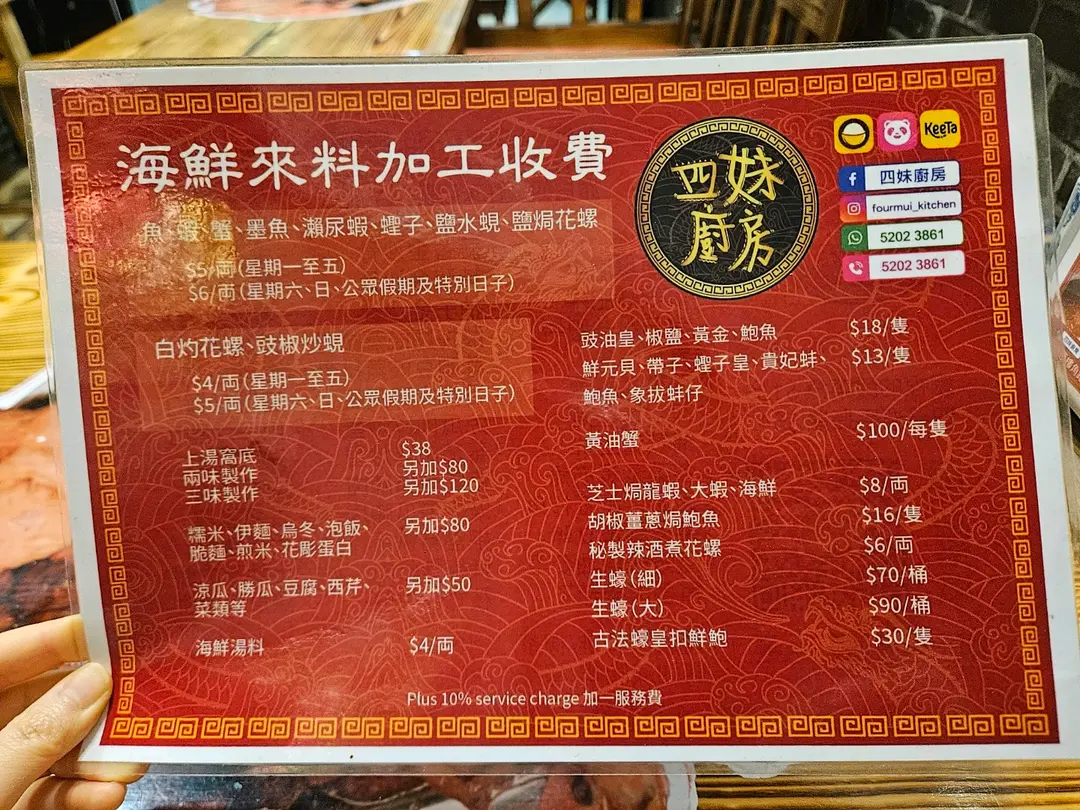 海鮮來料加工收費
四妹
廚房
KeeTa
四妹廚房
fourmui_kitchen
5202 3861
5202 3861
魚、蝦、蟹、墨魚、瀨尿蝦、蟶子、鹽水蜆、鹽焗花螺
$5/両(星期一至五)
$6/両(星期六、日、公眾假期及特別日子)
白灼花螺、豉椒炒蜆
$4/両(星期一至五)
$5/両(星期六、日、公眾假期及特別日子)
上湯窩底 $38
兩味製作 另加$80
三味製作 另加$120
糯米、伊麵、烏冬、泡飯、 另加$80
脆麵、煎米、花彫蛋白
涼瓜、勝瓜、豆腐、西芹、 另加$50
菜類等
海鮮湯料 $4/両
豉油皇、椒鹽、黃金、鮑魚 $18/隻
鮮元貝、帶子、蟶子皇、貴妃蚌、 $13/隻
鮑魚、象拔蚌仔
黃油蟹 $100/每隻
芝士焗龍蝦、大蝦、海鮮 $8/両
胡椒薑蔥焗鮑魚 $16/隻
秘製辣酒煮花螺 $6/両
生蠔(細) $70/桶
生蠔(大) $90/桶
古法蠔皇扣鮮鮑 $30/隻
Plus 10% service charge 加一服務費